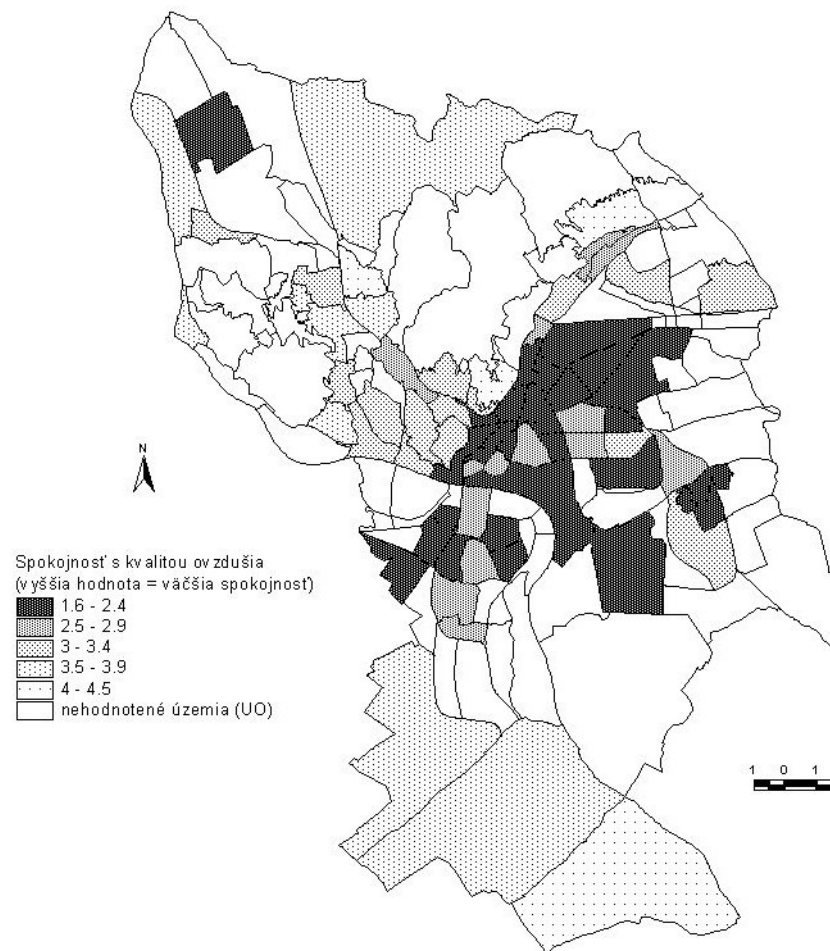 N
Spokojnosť s kvalitou ovzdušia
(vyššia hodnota = väčšia spokojnosť)
1.6 - 2.4
2.5 - 2.9
3 - 3.4
3.5 - 3.9
4 - 4.5
nehodnotené územia (UO)
1 0 1